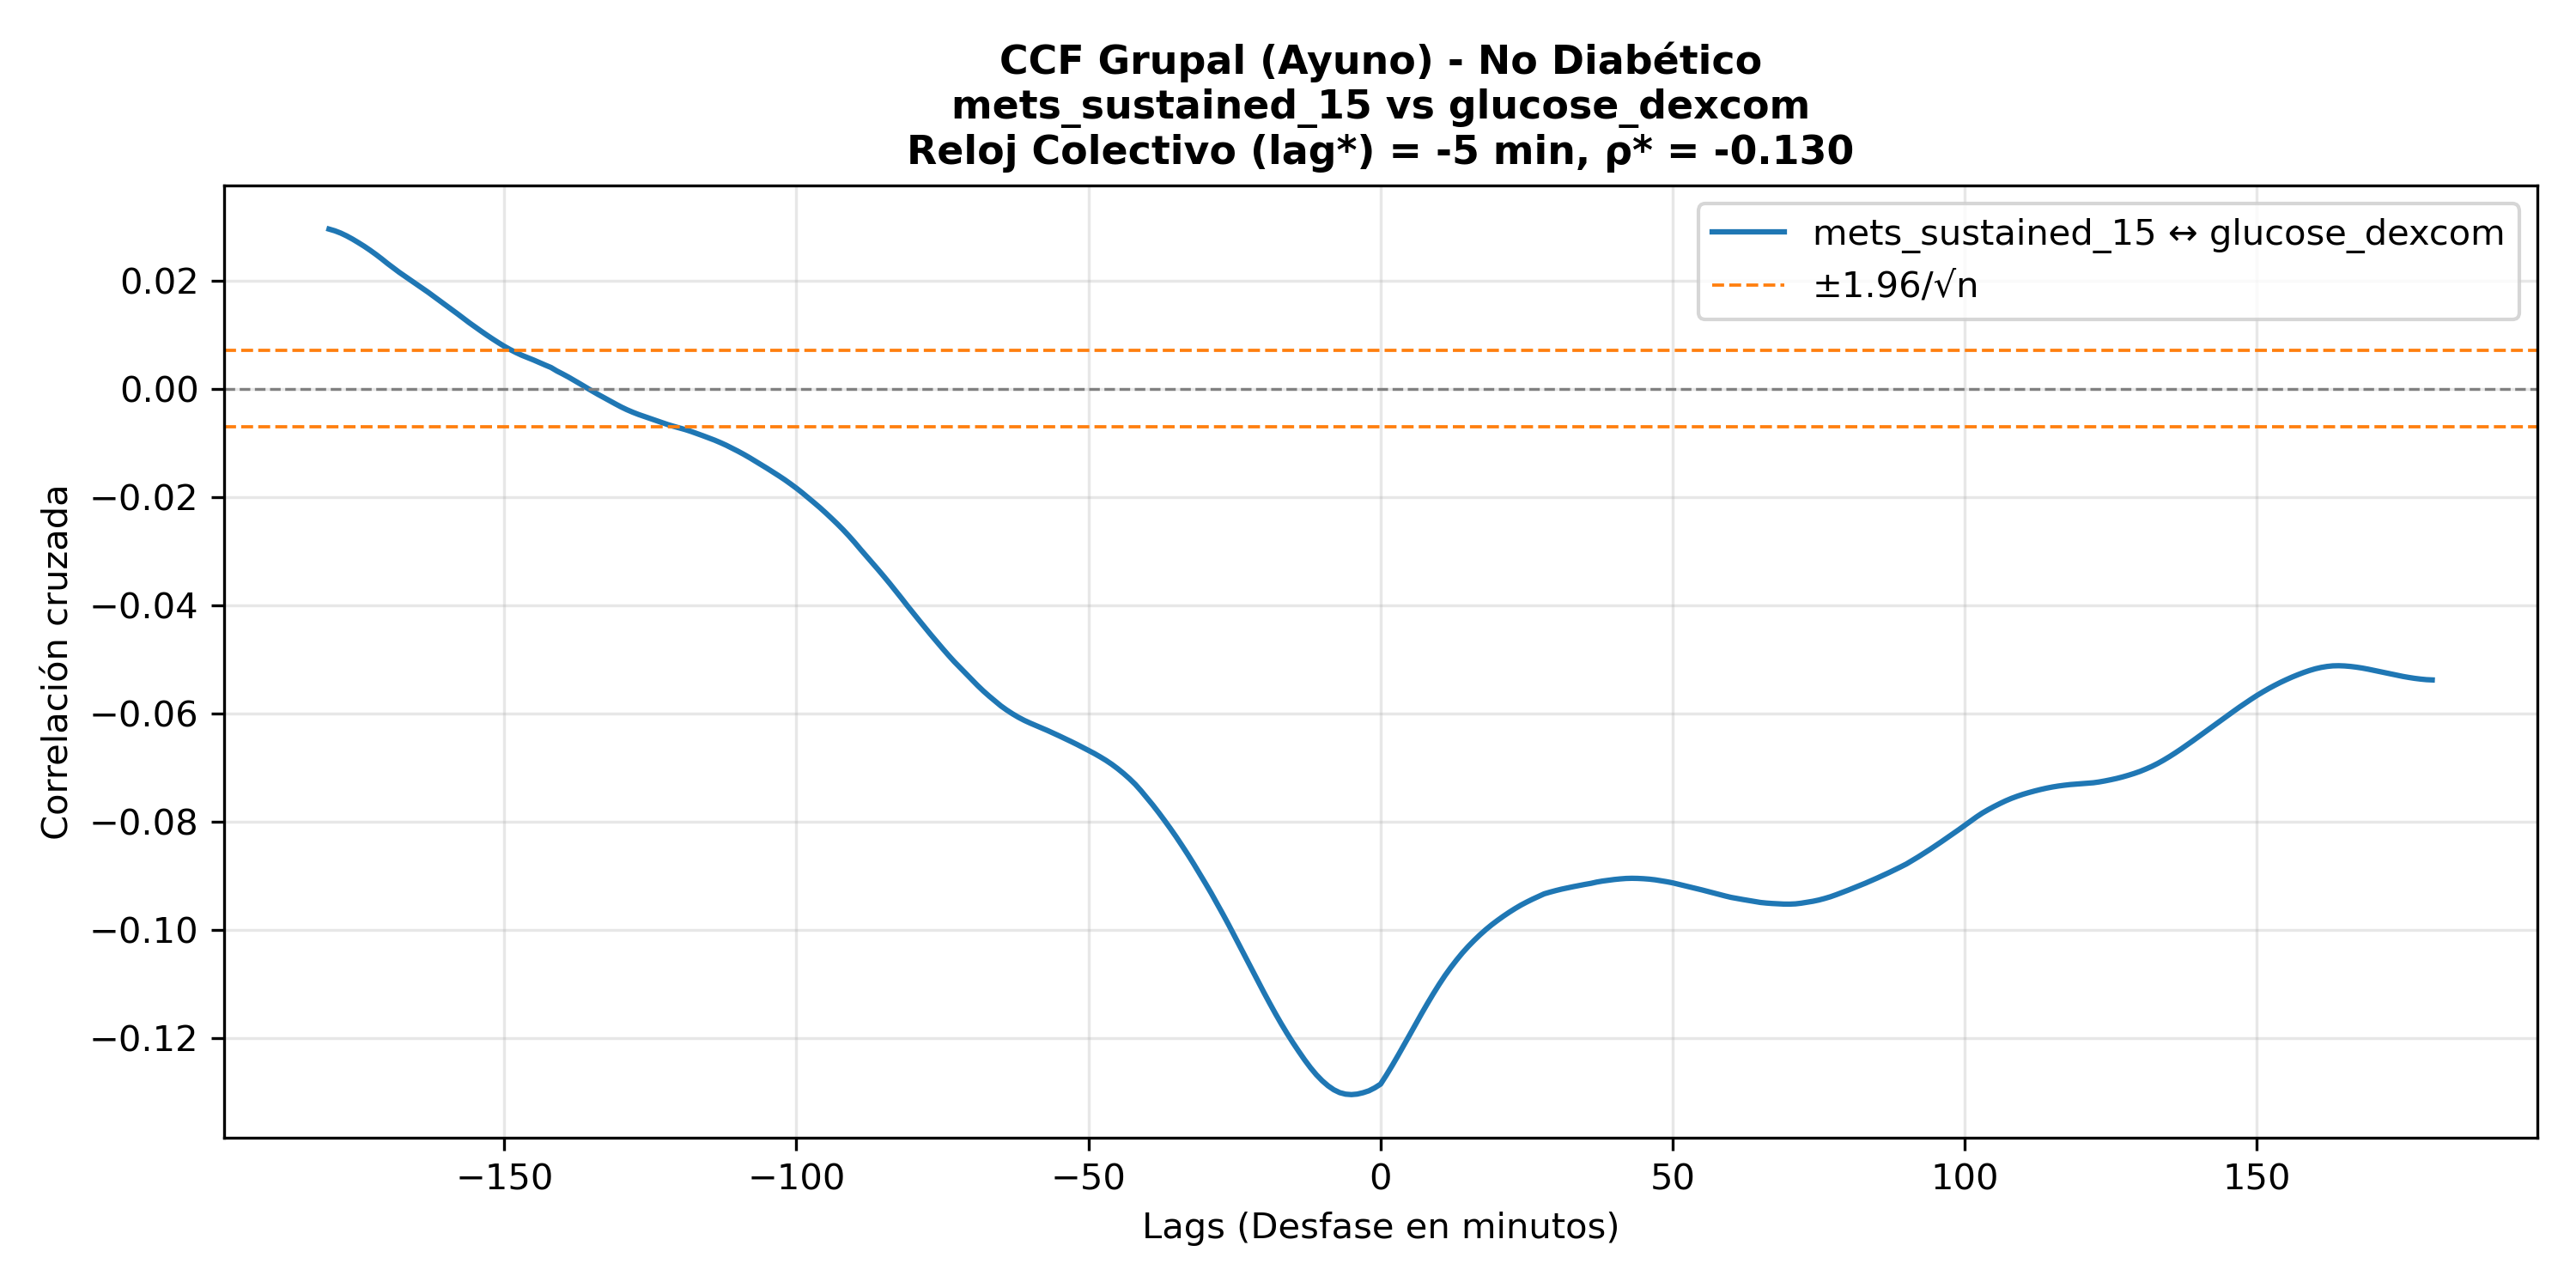 CCF Grupal (Ayuno) - No Diabético
mets_sustained_15 vs glucose_dexcom
Reloj Colectivo (lag*) = -5 min, ρ* = -0.130
mets_sustained_15 ↔ glucose_dexcom
±1.96/√n
Correlación cruzada
0.02
0.00
−0.02
−0.04
−0.06
−0.08
−0.10
−0.12
−150
−100
−50
0
50
100
150
Lags (Desfase en minutos)